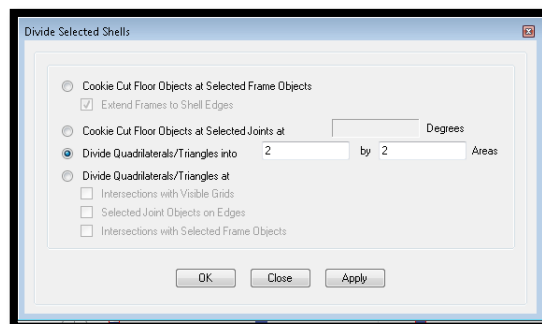 Divide Selected Shells
Cookie Cut Floor Objects at Selected Frame Objects
Extend Frames to Shell Edges
Cookie Cut Floor Objects at Selected Joints at Degrees
Divide Quadrilaterals/Triangles into 2 by 2 Areas
Divide Quadrilaterals/Triangles at
Intersections with Visible Grids
Selected Joint Objects on Edges
Intersections with Selected Frame Objects
OK Close Apply